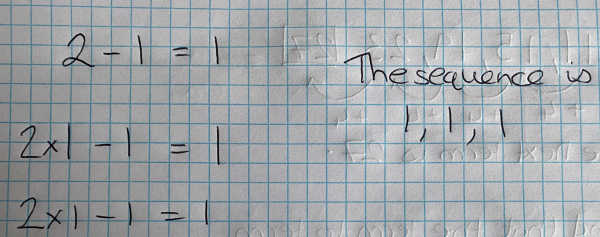 2 - 1 = 1
The sequence is
1, 1, 1
2×1 - 1 = 1
2×1 - 1 = 1